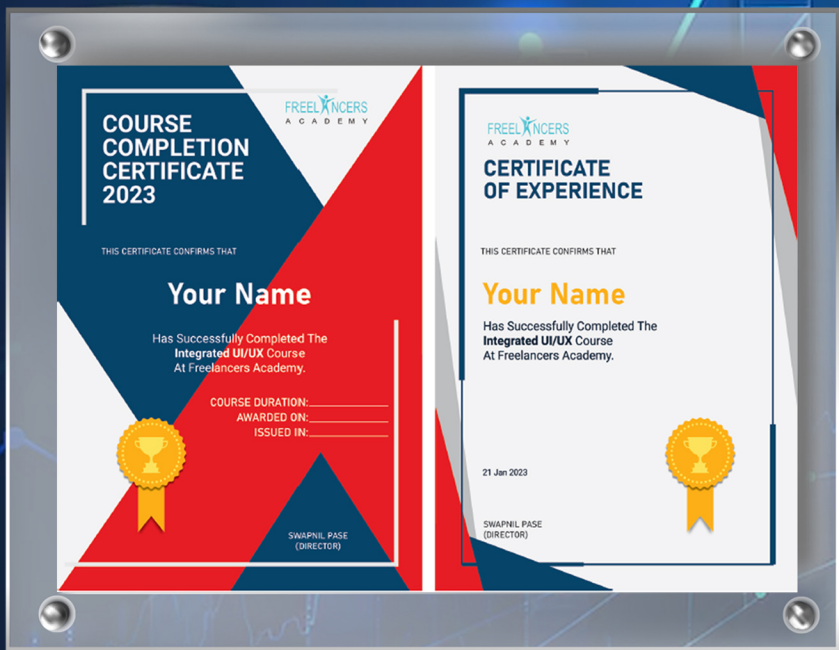 COURSE
COMPLETION
CERTIFICATE
2023
FREELANCERS
ACADEMY
THIS CERTIFICATE CONFIRMS THAT
Your Name
Has Successfully Completed The
Integrated UI/UX Course
At Freelancers Academy.
COURSE DURATION:
AWARDED ON:
ISSUED IN:
SWAPNIL PASE
(DIRECTOR)
FREELANCERS
ACADEMY
CERTIFICATE
OF EXPERIENCE
THIS CERTIFICATE CONFIRMS THAT
Your Name
Has Successfully Completed The
Integrated UI/UX Course
At Freelancers Academy.
21 Jan 2023
SWAPNIL PASE
(DIRECTOR)